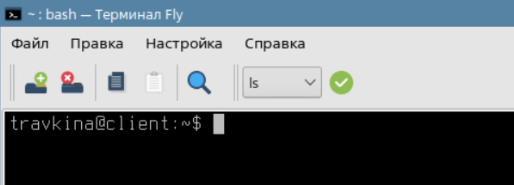 ~ : bash — Терминал Fly
Файл Правка Настройка Справка
ls
travkina@client:~$